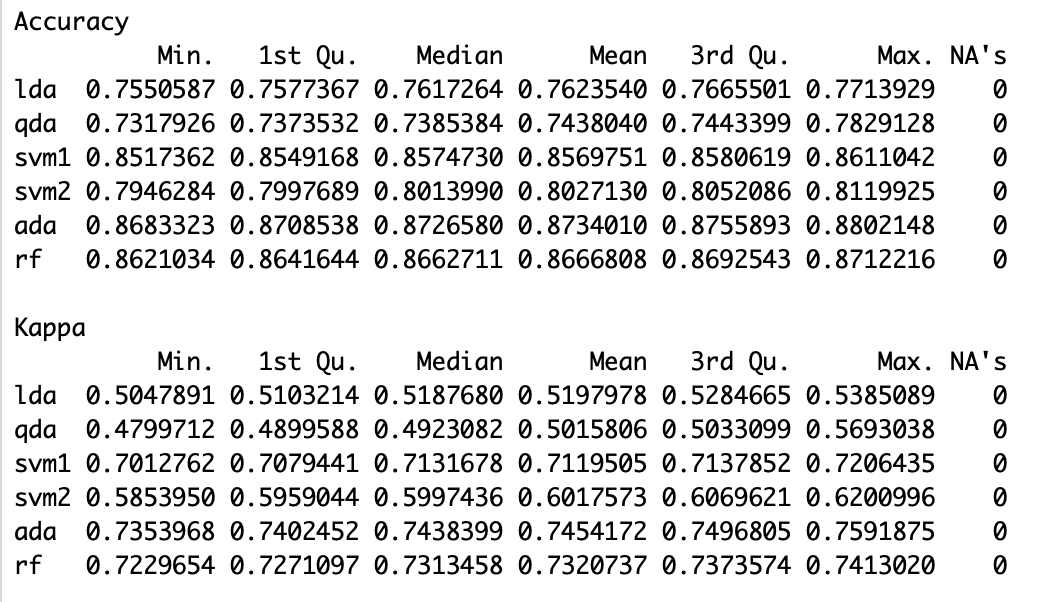 Accuracy
Min. 1st Qu. Median Mean 3rd Qu. Max. NA's
lda 0.7550587 0.7577367 0.7617264 0.7623540 0.7665501 0.7713929 0
qda 0.7317926 0.7373532 0.7385384 0.7438040 0.7443399 0.7829128 0
svm1 0.8517362 0.8549168 0.8574730 0.8569751 0.8580619 0.8611042 0
svm2 0.7946284 0.7997689 0.8013990 0.8027130 0.8052086 0.8119925 0
ada 0.8683323 0.8708538 0.8726580 0.8734010 0.8755893 0.8802148 0
rf 0.8621034 0.8641644 0.8662711 0.8666808 0.8692543 0.8712216 0
Kappa
Min. 1st Qu. Median Mean 3rd Qu. Max. NA's
lda 0.5047891 0.5103214 0.5187680 0.5197978 0.5284665 0.5385089 0
qda 0.4799712 0.4899588 0.4923082 0.5015806 0.5033099 0.5693038 0
svm1 0.7012762 0.7079441 0.7131678 0.7119505 0.7137852 0.7206435 0
svm2 0.5853950 0.5959044 0.5997436 0.6017573 0.6069621 0.6200996 0
ada 0.7353968 0.7402452 0.7438399 0.7454172 0.7496805 0.7591875 0
rf 0.7229654 0.7271097 0.7313458 0.7320737 0.7373574 0.7413020 0